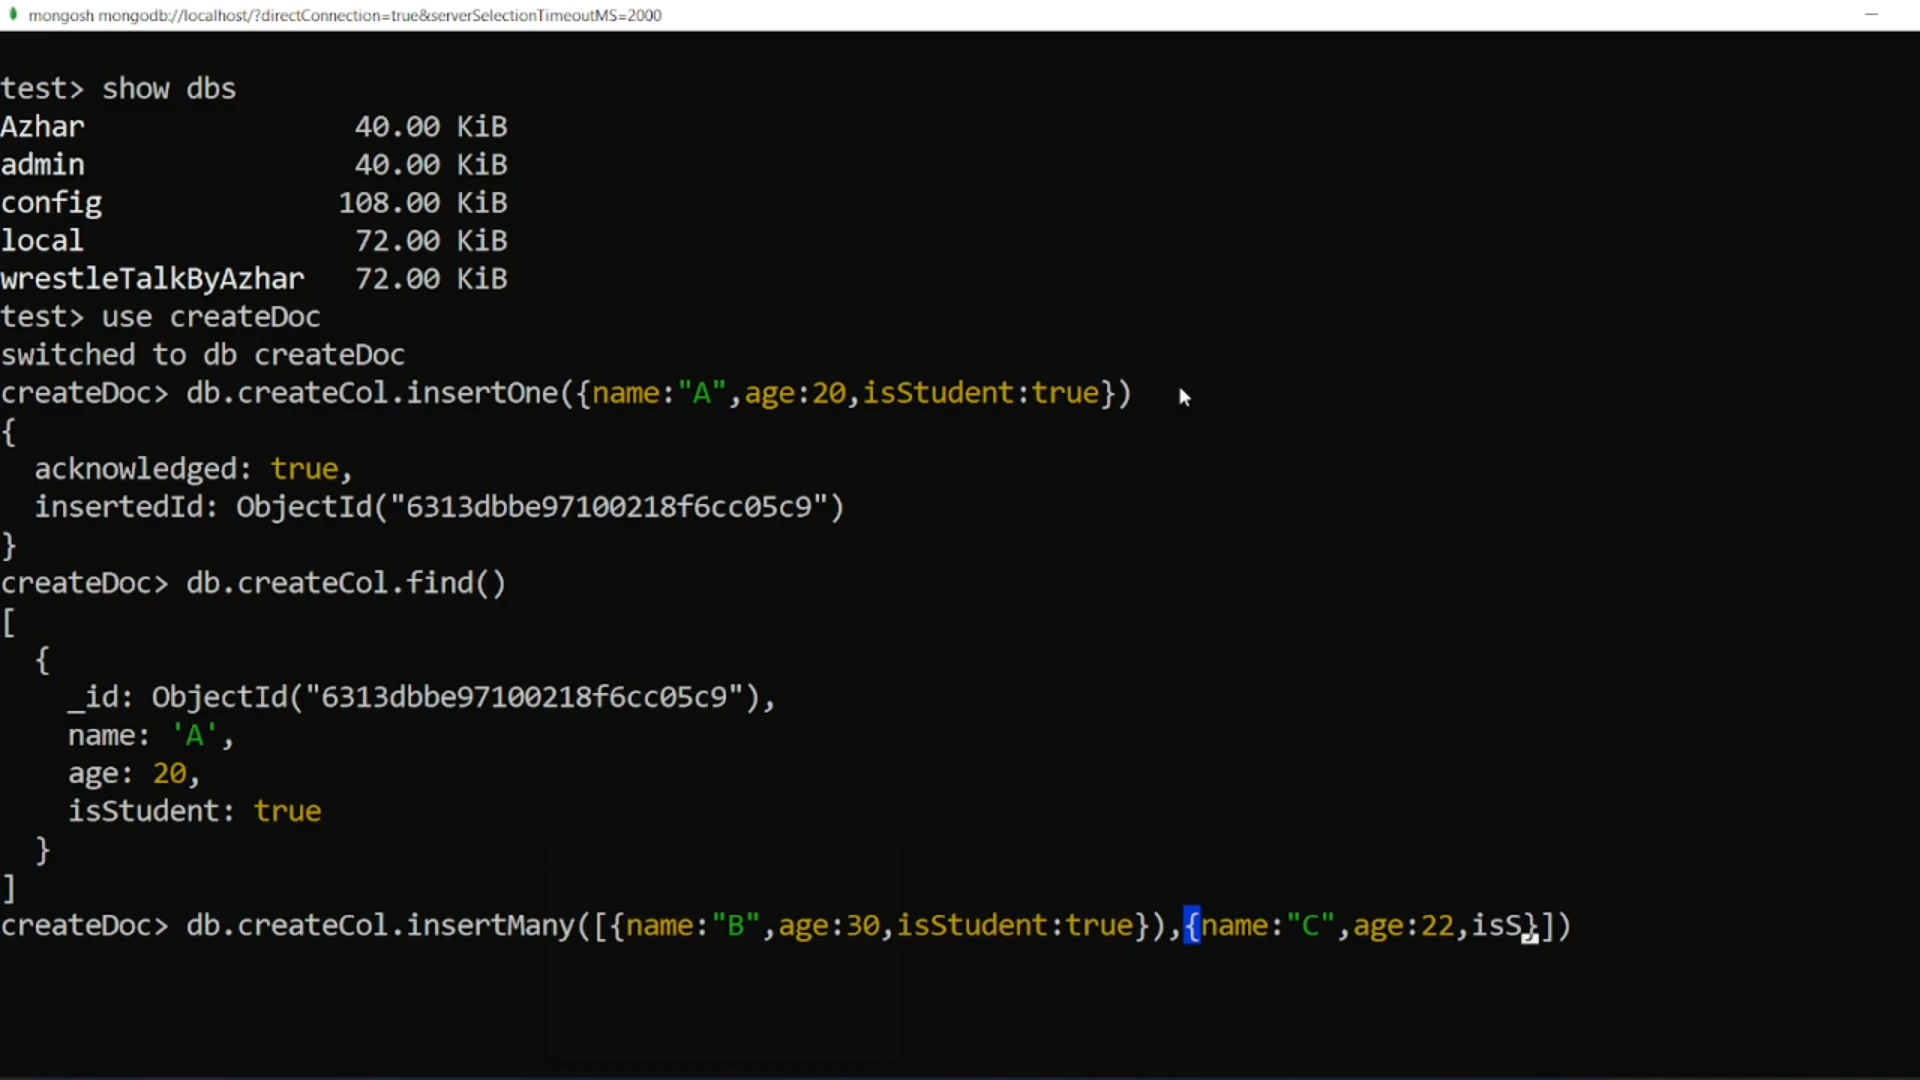 mongosh mongodb://localhost/?directConnection=true&serverSelectionTimeoutMS=2000
test> show dbs
Azhar                40.00 KiB
admin                40.00 KiB
config              108.00 KiB
local                72.00 KiB
wrestleTalkByAzhar   72.00 KiB
test> use createDoc
switched to db createDoc
createDoc> db.createCol.insertOne({name:"A",age:20,isStudent:true})
{
  acknowledged: true,
  insertedId: ObjectId("6313dbbe97100218f6cc05c9")
}
createDoc> db.createCol.find()
[
  {
    _id: ObjectId("6313dbbe97100218f6cc05c9"),
    name: 'A',
    age: 20,
    isStudent: true
  }
]
createDoc> db.createCol.insertMany([{name:"B",age:30,isStudent:true}),{name:"C",age:22,isS}])